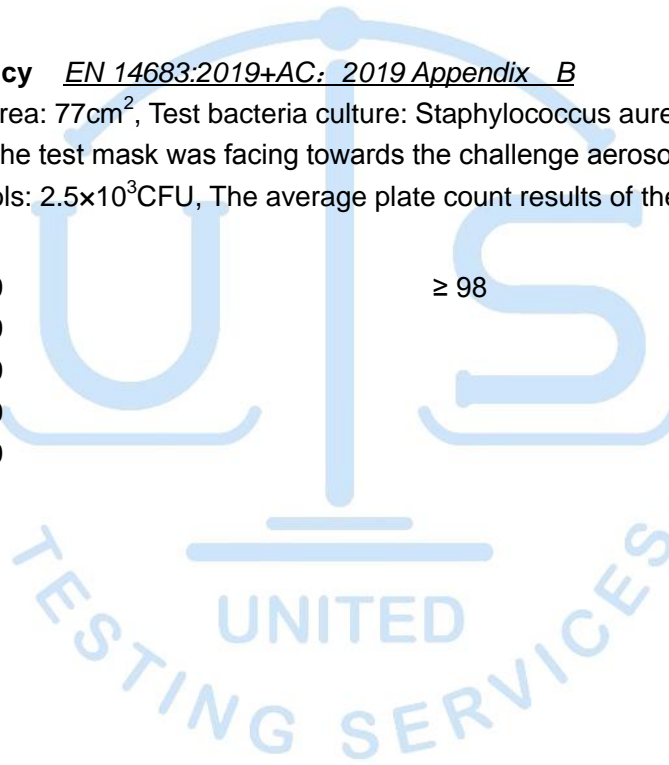 cy EN 14683:2019+AC：2019 Appendix B
rea: 77cm², Test bacteria culture: Staphylococcus aure
he test mask was facing towards the challenge aeroso
ols: 2.5×10³CFU, The average plate count results of the
≥ 98
U S
UNITED
TESTING SERVICES